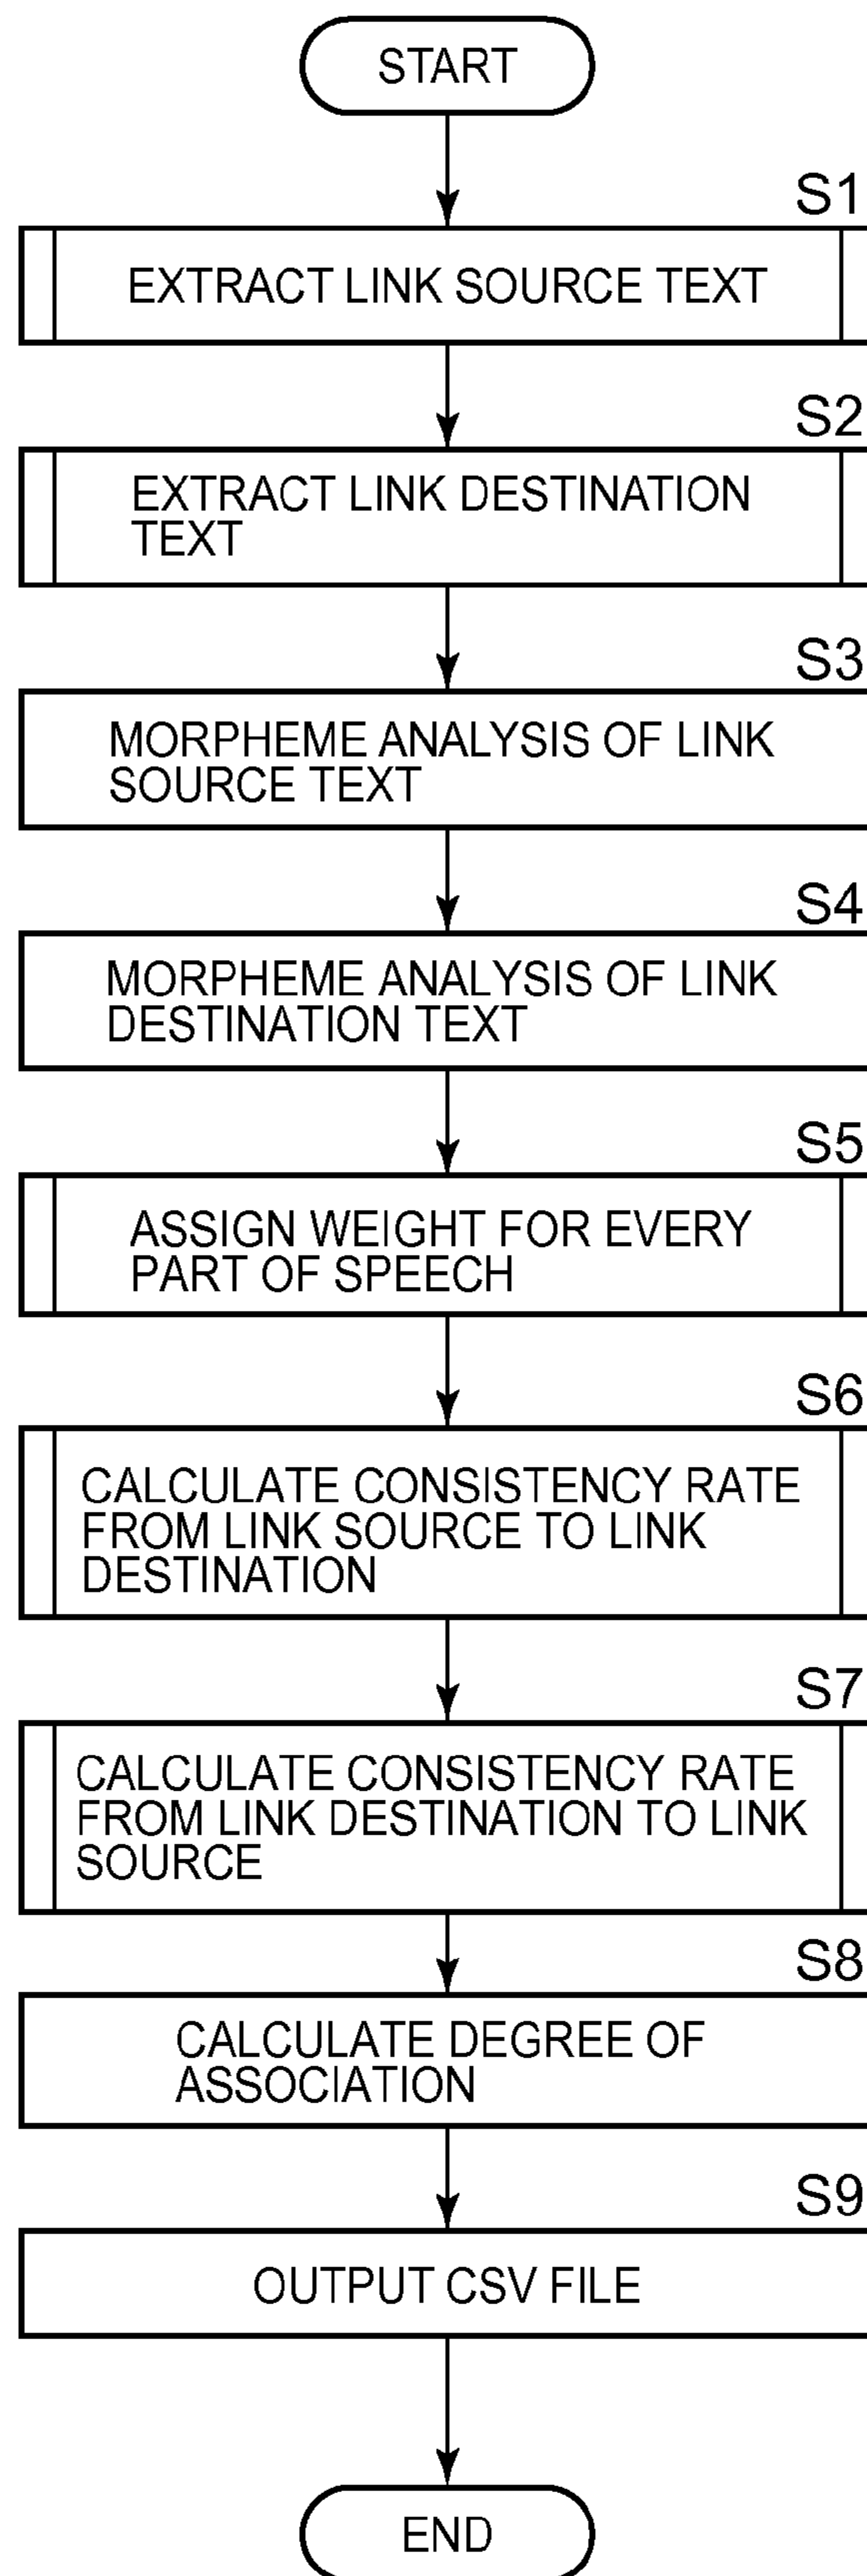 START
S1
EXTRACT LINK SOURCE TEXT
S2
EXTRACT LINK DESTINATION
TEXT
S3
MORPHEME ANALYSIS OF LINK
SOURCE TEXT
S4
MORPHEME ANALYSIS OF LINK
DESTINATION TEXT
S5
ASSIGN WEIGHT FOR EVERY
PART OF SPEECH
S6
CALCULATE CONSISTENCY RATE
FROM LINK SOURCE TO LINK
DESTINATION
S7
CALCULATE CONSISTENCY RATE
FROM LINK DESTINATION TO LINK
SOURCE
S8
CALCULATE DEGREE OF
ASSOCIATION
S9
OUTPUT CSV FILE
END